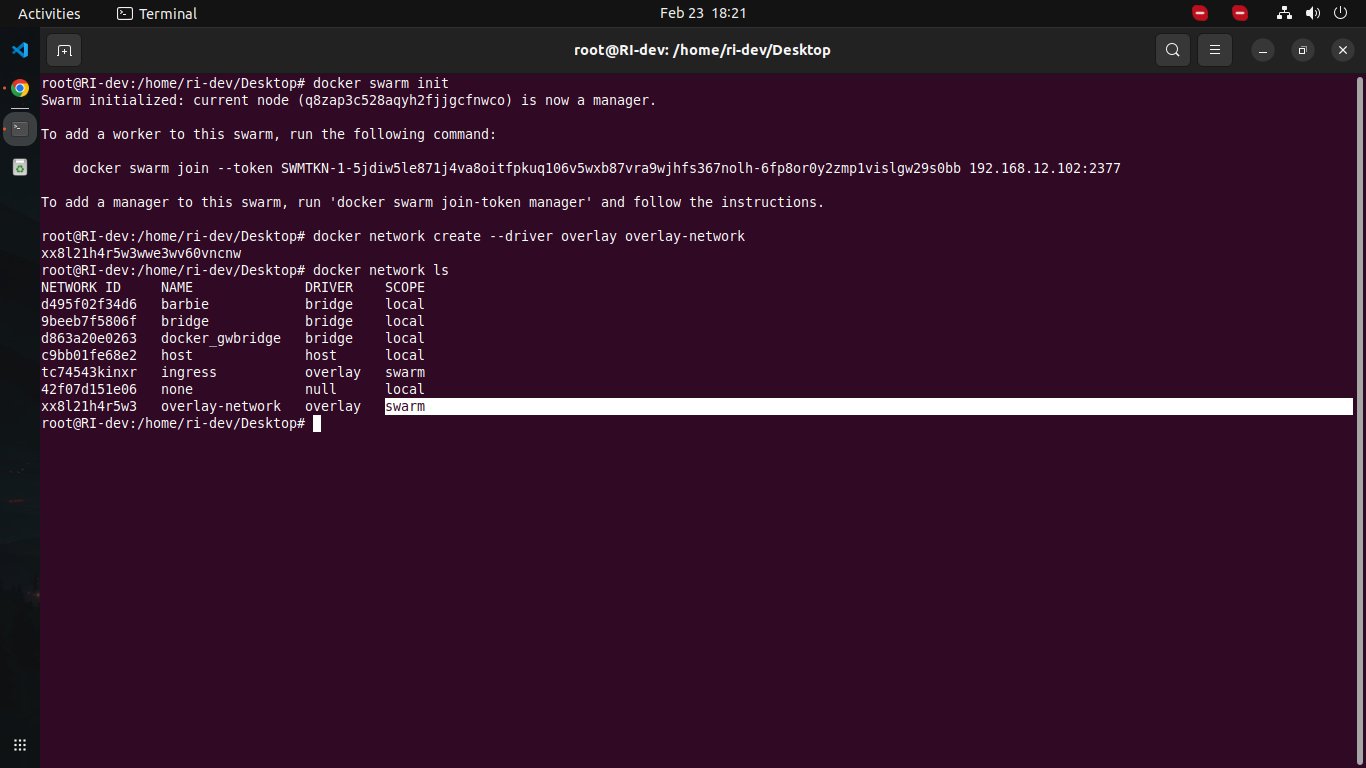 Activities Terminal Feb 23 18:21
root@RI-dev: /home/ri-dev/Desktop
root@RI-dev:/home/ri-dev/Desktop# docker swarm init
Swarm initialized: current node (q8zap3c528aqyh2fjjgcfnwco) is now a manager.
To add a worker to this swarm, run the following command:
docker swarm join --token SWMTKN-1-5jdiw5le871j4va8oitfpkuq106v5wxb87vra9wjhfs367nolh-6fp8or0y2zmp1vislgw29s0bb 192.168.12.102:2377
To add a manager to this swarm, run 'docker swarm join-token manager' and follow the instructions.
root@RI-dev:/home/ri-dev/Desktop# docker network create --driver overlay overlay-network
xx8l21h4r5w3wwe3wv60vncnw
root@RI-dev:/home/ri-dev/Desktop# docker network ls
NETWORK ID NAME DRIVER SCOPE
d495f02f34d6 barbie bridge local
9beeb7f5806f bridge bridge local
d863a20e0263 docker_gwbridge bridge local
c9bb01fe68e2 host host local
tc74543kinxr ingress overlay swarm
42f07d151e06 none null local
xx8l21h4r5w3 overlay-network overlay swarm
root@RI-dev:/home/ri-dev/Desktop#